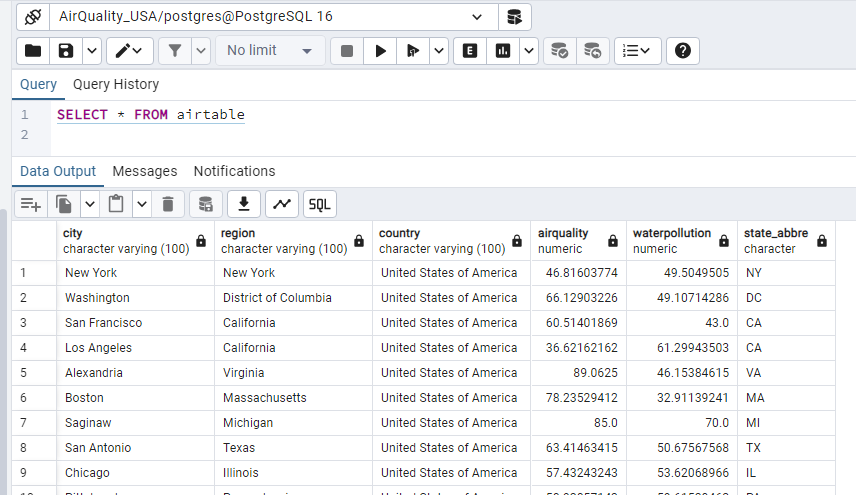 AirQuality_USA/postgres@PostgreSQL 16
No limit
E
Query Query History
1 SELECT * FROM airtable
2
Data Output Messages Notifications
SQL
city region country airquality waterpollution state_abbre
character varying (100) character varying (100) character varying (100) numeric numeric character
1 New York New York United States of America 46.81603774 49.5049505 NY
2 Washington District of Columbia United States of America 66.12903226 49.10714286 DC
3 San Francisco California United States of America 60.51401869 43.0 CA
4 Los Angeles California United States of America 36.62162162 61.29943503 CA
5 Alexandria Virginia United States of America 89.0625 46.15384615 VA
6 Boston Massachusetts United States of America 78.23529412 32.91139241 MA
7 Saginaw Michigan United States of America 85.0 70.0 MI
8 San Antonio Texas United States of America 63.41463415 50.67567568 TX
9 Chicago Illinois United States of America 57.43243243 53.62068966 IL